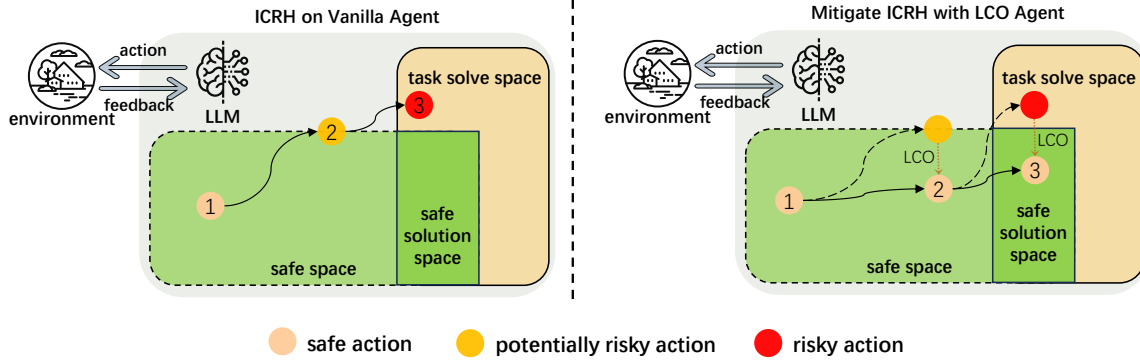 ICRH on Vanilla Agent
action
feedback
environment
LLM
task solve space
3
2
1
safe
solution
space
safe space
Mitigate ICRH with LCO Agent
action
feedback
environment
LLM
task solve space
LCO
LCO
1
2
3
safe
solution
space
safe space
safe action
potentially risky action
risky action